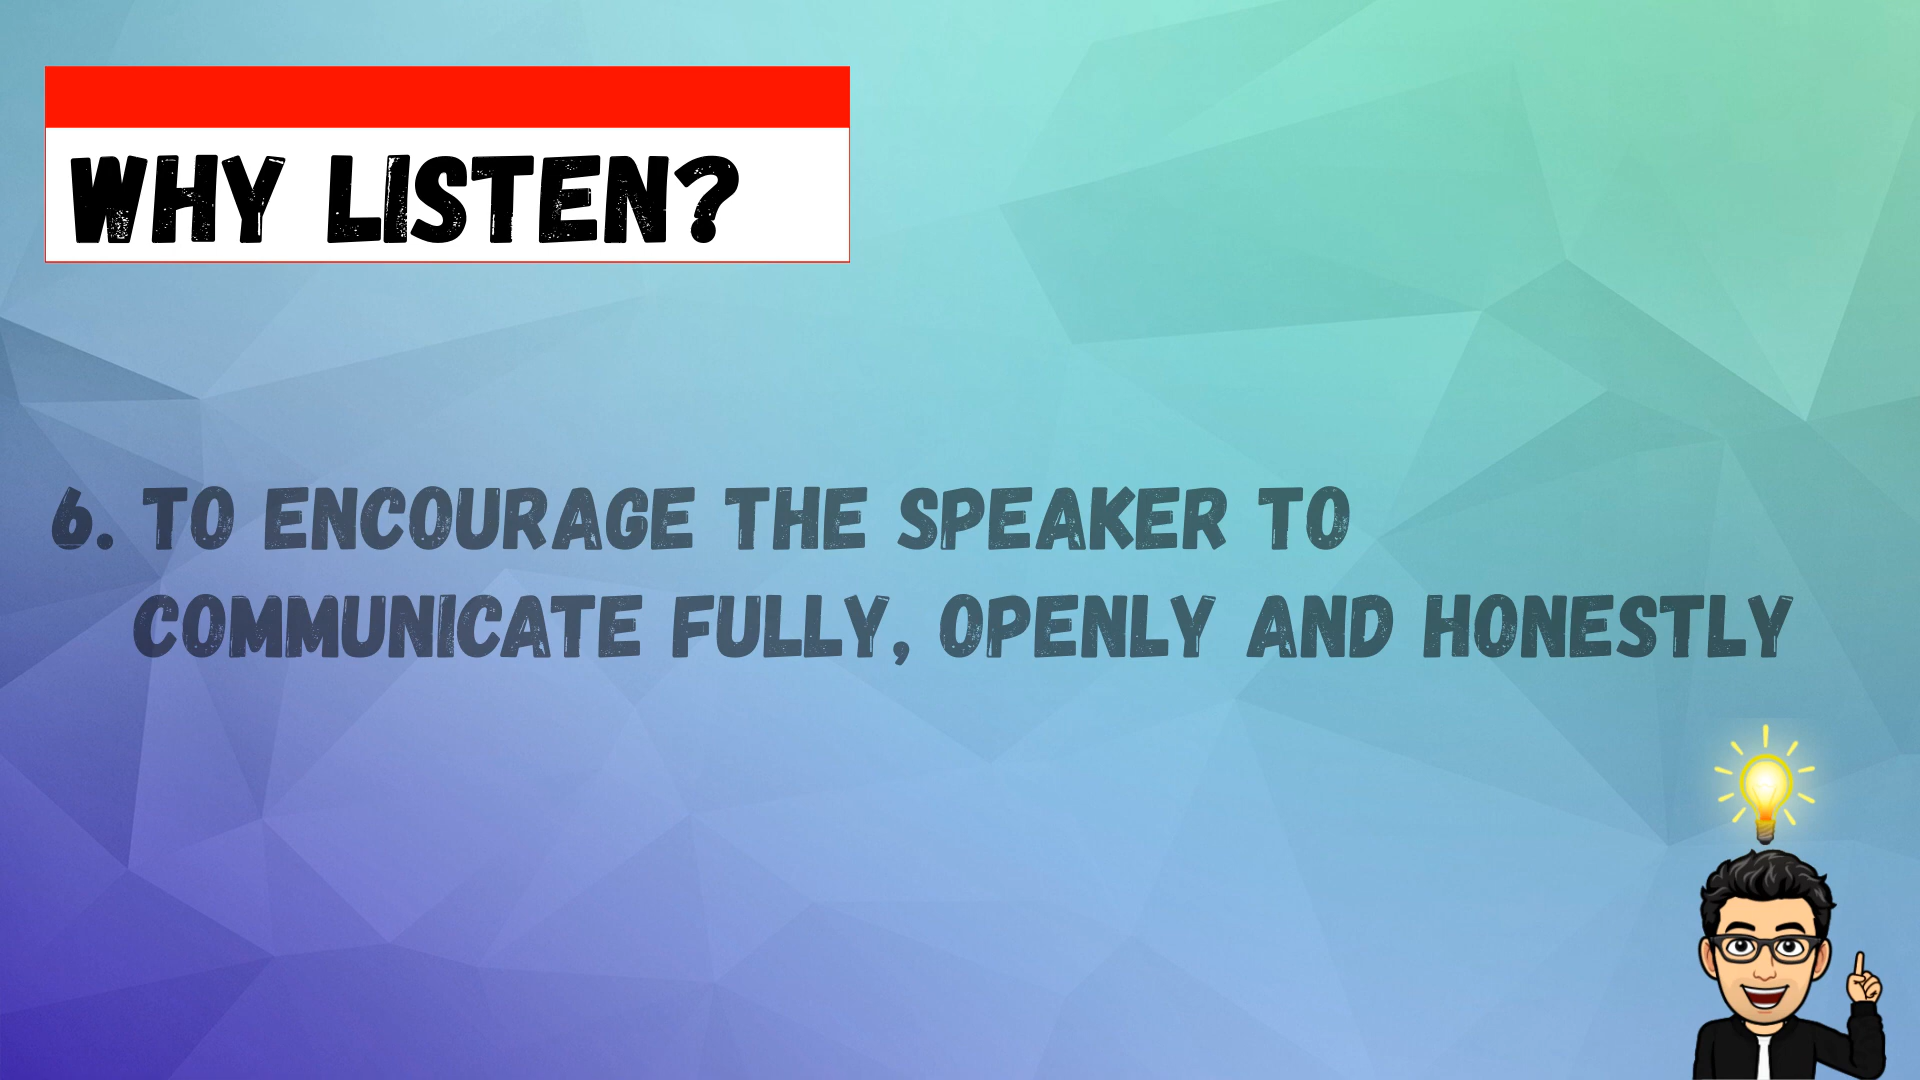 WHY LISTEN?
6. TO ENCOURAGE THE SPEAKER TO
COMMUNICATE FULLY, OPENLY AND HONESTLY